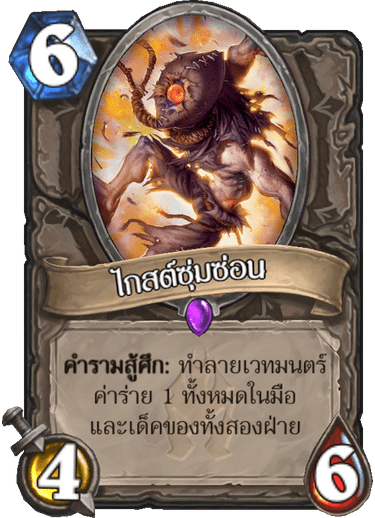 6
ไกสต์ซุ่มซ่อน
คำรามสู้ศึก: ทำลายเวทมนตร์
ค่าร่าย 1 ทั้งหมดในมือ
และเด็คของทั้งสองฝ่าย
4
6